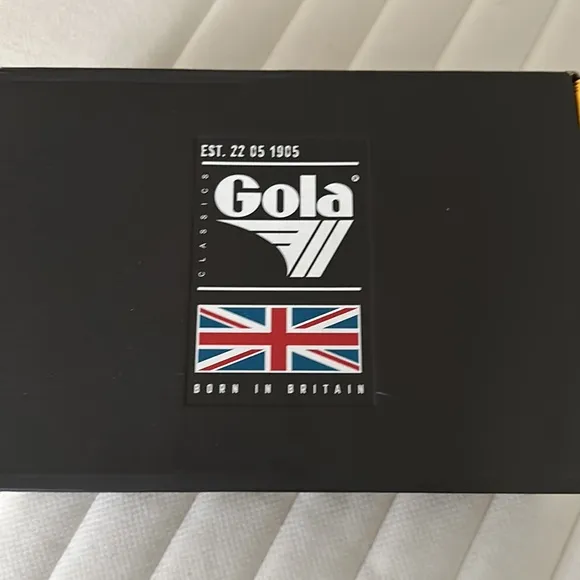 EST. 22 05 1905
CLASSICS
Gola®
BORN IN BRITAIN